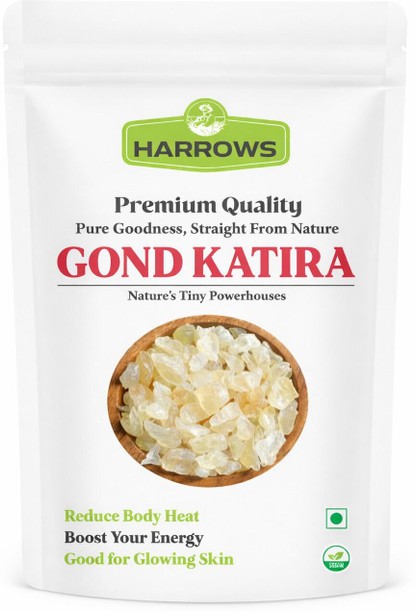 HARROWS
Premium Quality
Pure Goodness, Straight From Nature
GOND KATIRA
Nature's Tiny Powerhouses
Reduce Body Heat
Boost Your Energy
Good for Glowing Skin
VEGAN